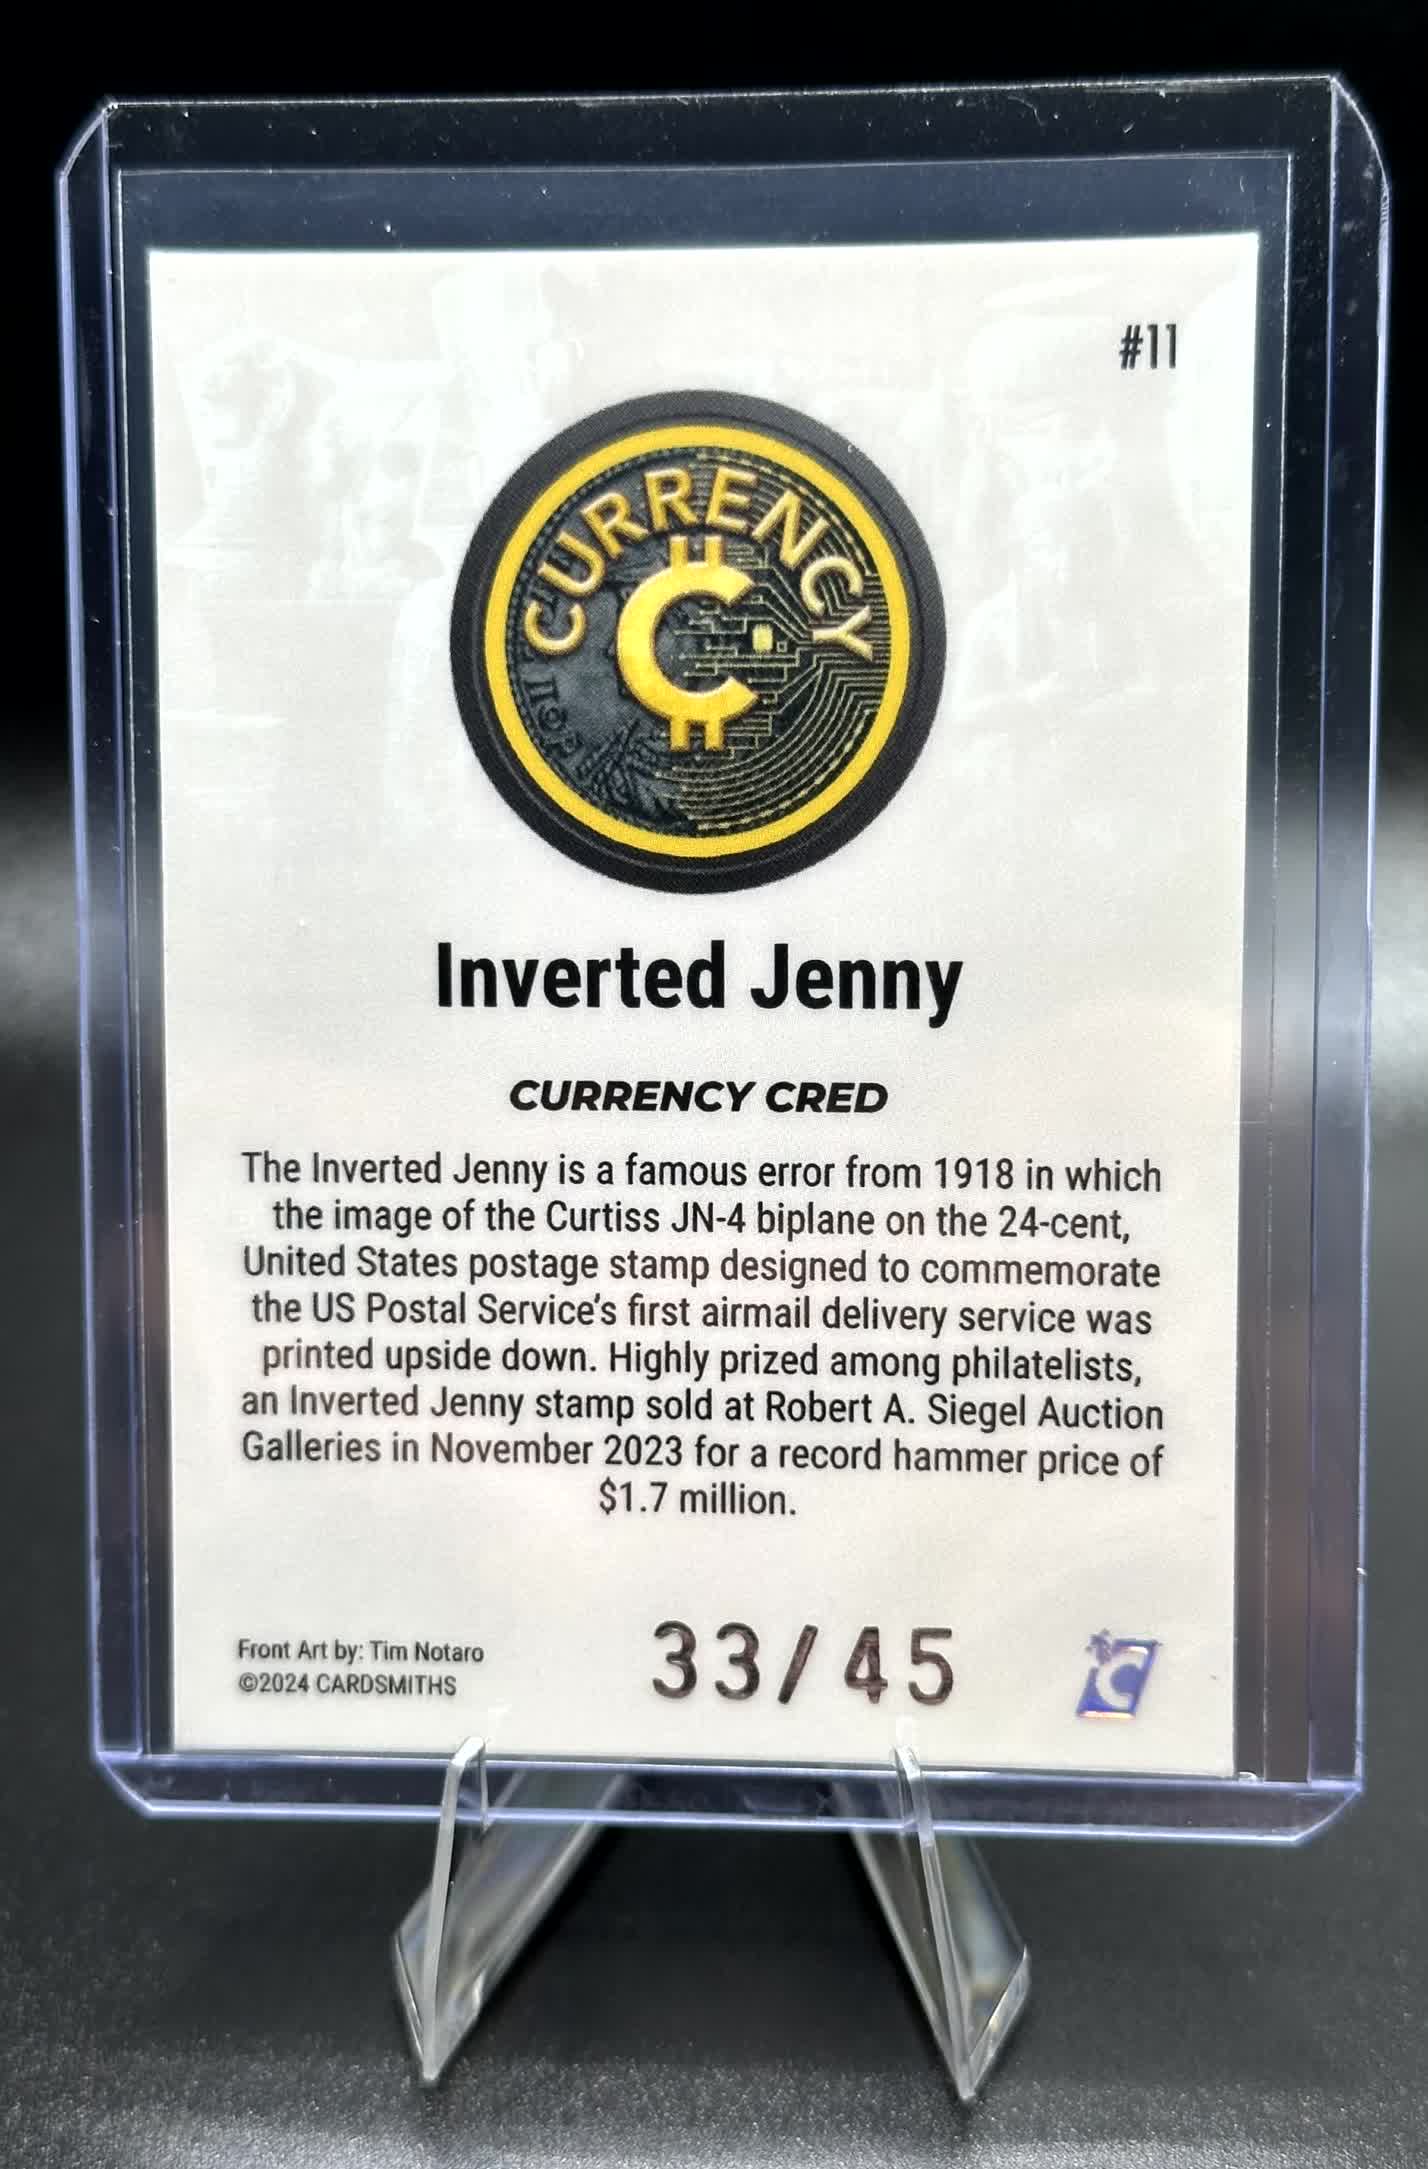 #11
CURRENCY
C
Inverted Jenny
CURRENCY CRED
The Inverted Jenny is a famous error from 1918 in which
the image of the Curtiss JN-4 biplane on the 24-cent,
United States postage stamp designed to commemorate
the US Postal Service's first airmail delivery service was
printed upside down. Highly prized among philatelists,
an Inverted Jenny stamp sold at Robert A. Siegel Auction
Galleries in November 2023 for a record hammer price of
$1.7 million.
Front Art by: Tim Notaro
©2024 CARDSMITHS
33/45
C